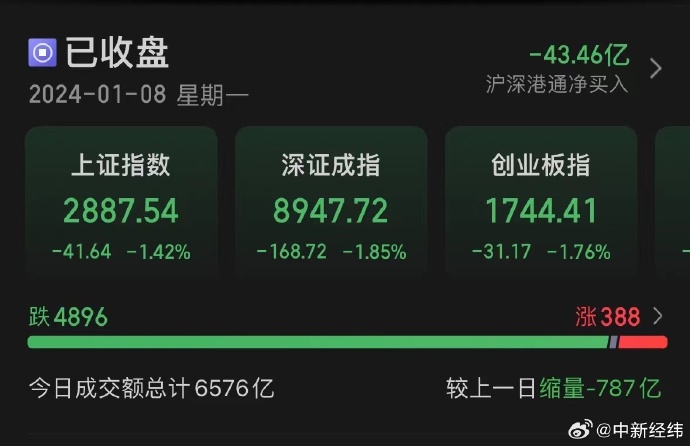 已收盘
-43.46亿
2024-01-08 星期一
沪深港通净买入
上证指数 深证成指 创业板指
2887.54 8947.72 1744.41
-41.64 -1.42% -168.72 -1.85% -31.17 -1.76%
跌4896 涨388
今日成交额总计6576亿 较上一日缩量-787亿
@中新经纬